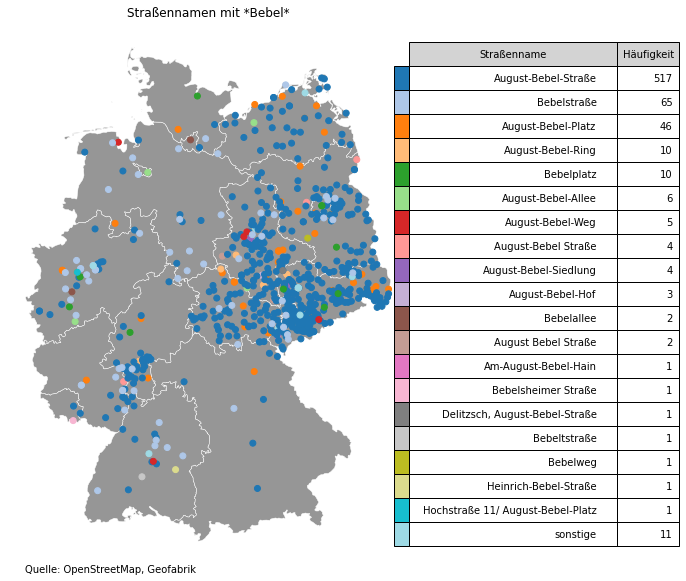 Straßennamen mit *Bebel*
Straßenname Häufigkeit
August-Bebel-Straße 517
Bebelstraße 65
August-Bebel-Platz 46
August-Bebel-Ring 10
Bebelplatz 10
August-Bebel-Allee 6
August-Bebel-Weg 5
August-Bebel Straße 4
August-Bebel-Siedlung 4
August-Bebel-Hof 3
Bebelallee 2
August Bebel Straße 2
Am-August-Bebel-Hain 1
Bebelsheimer Straße 1
Delitzsch, August-Bebel-Straße 1
Bebeltstraße 1
Bebelweg 1
Heinrich-Bebel-Straße 1
Hochstraße 11/ August-Bebel-Platz 1
sonstige 11
Quelle: OpenStreetMap, Geofabrik